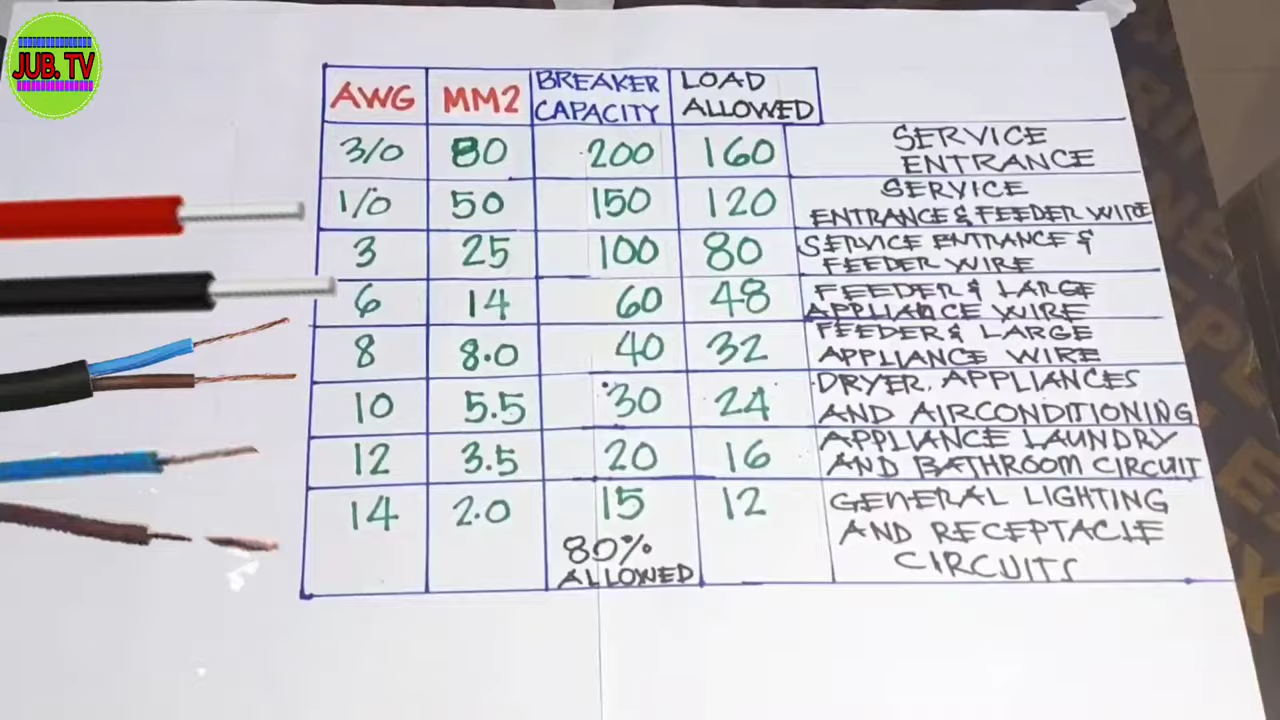 JUB. TV
AWG MM2 BREAKER CAPACITY LOAD ALLOWED
3/0 80 200 160 SERVICE ENTRANCE
1/0 50 150 120 SERVICE ENTRANCE & FEEDER WIRE
3 25 100 80 SERVICE ENTRANCE & FEEDER WIRE
6 14 60 48 FEEDER & LARGE APPLIANCE WIRE
8 8.0 40 32 FEEDER & LARGE APPLIANCE WIRE
10 5.5 30 24 DRYER, APPLIANCES AND AIRCONDITIONING
12 3.5 20 16 APPLIANCE LAUNDRY AND BATHROOM CIRCUIT
14 2.0 15 12 GENERAL LIGHTING AND RECEPTACLE CIRCUITS
80% ALLOWED